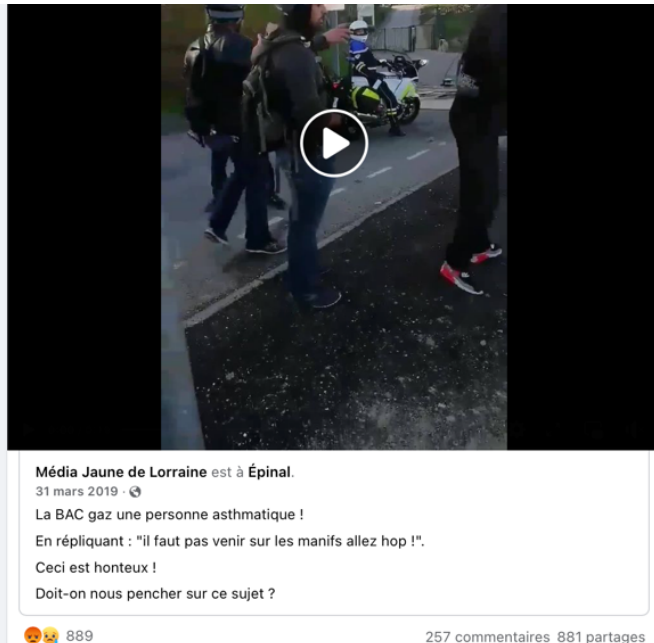 Média Jaune de Lorraine est à Épinal.
31 mars 2019 ·
La BAC gaz une personne asthmatique !
En répliquant : "il faut pas venir sur les manifs allez hop !".
Ceci est honteux !
Doit-on nous pencher sur ce sujet ?
889
257 commentaires 881 partages